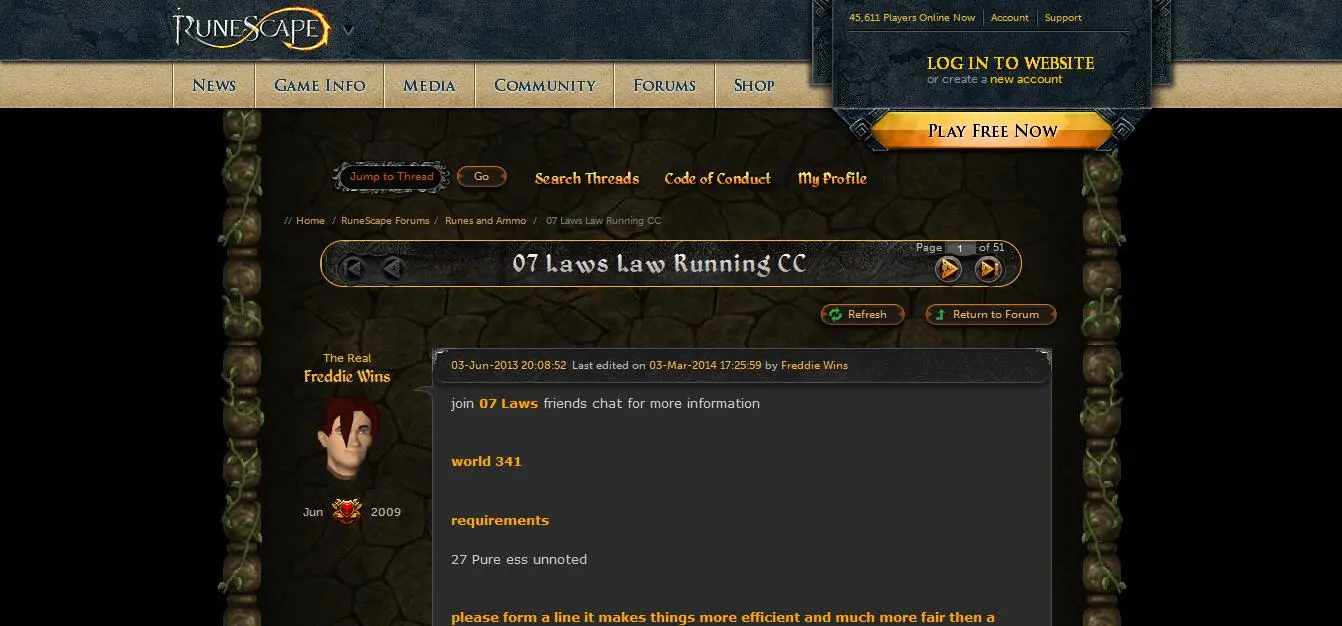 RuneScape
45,611 Players Online Now Account Support
LOG IN TO WEBSITE
or create a new account
News Game Info Media Community Forums Shop
Play Free Now
Jump to Thread Go Search Threads Code of Conduct My Profile
// Home / RuneScape Forums / Runes and Ammo / 07 Laws Law Running CC
Page 1 of 51
07 Laws Law Running CC
Refresh Return to Forum
The Real
Freddie Wins
Jun 2009
03-Jun-2013 20:08:52 Last edited on 03-Mar-2014 17:25:59 by Freddie Wins
join 07 Laws friends chat for more information
world 341
requirements
27 Pure ess unnoted
please form a line it makes things more efficient and much more fair then a